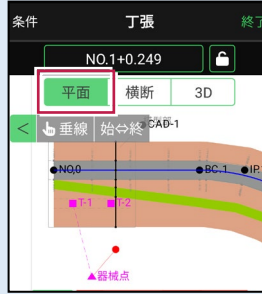 条件 丁張 終了
NO.1+0.249
平面 横断 3D
< 垂線 始⇔終 CAD-1
NO,0 BC.1 IP.
T-1 T-2
器械点